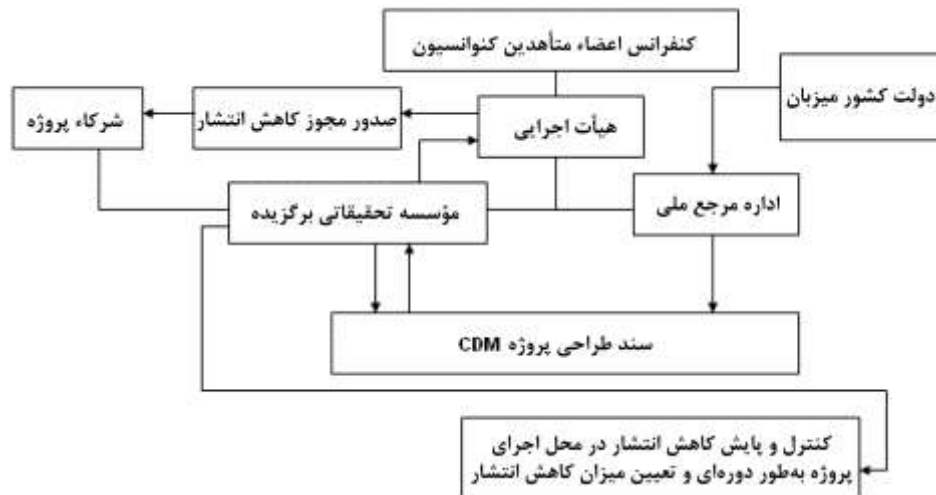 کنفرانس اعضاء متأهدین کنوانسیون
دولت کشور میزبان
هیأت اجرایی
صدور مجوز کاهش انتشار
شرکاء پروژه
اداره مرجع ملی
مؤسسه تحقیقاتی برگزیده
سند طراحی پروژه CDM
کنترل و پایش کاهش انتشار در محل اجرای
پروژه به‌طور دوره‌ای و تعیین میزان کاهش انتشار